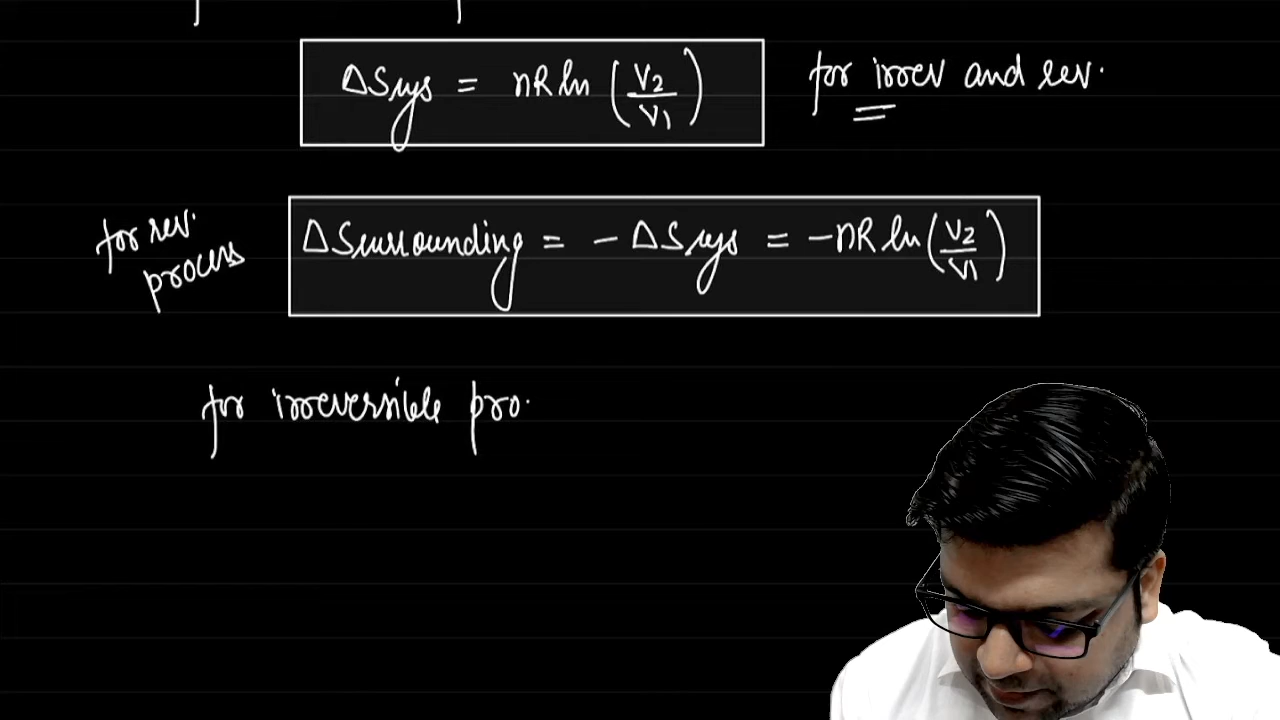 ΔSsys = nR ln (V2/V1) for irrev and rev.
for rev. process
ΔSsurrounding = - ΔSsys = -nR ln (V2/V1)
for irreversible pro.